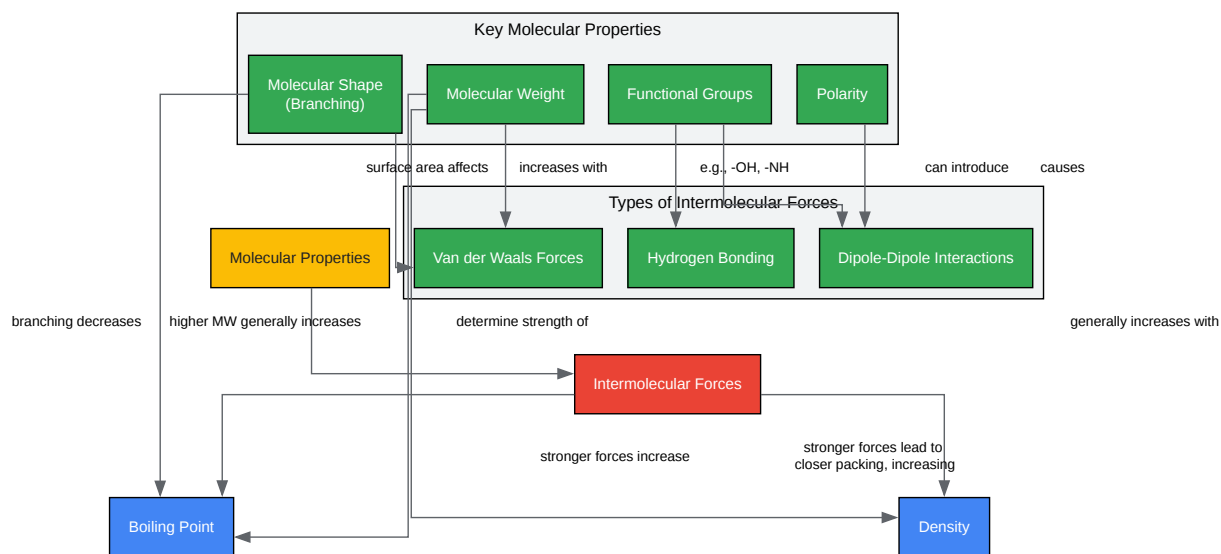 Key Molecular Properties
Molecular Shape
(Branching)
Molecular Weight
Functional Groups
Polarity
surface area affects
increases with
e.g., -OH, -NH
can introduce
causes
Types of Intermolecular Forces
Molecular Properties
Van der Waals Forces
Hydrogen Bonding
Dipole-Dipole Interactions
branching decreases
higher MW generally increases
determine strength of
generally increases with
Intermolecular Forces
stronger forces increase
stronger forces lead to
closer packing, increasing
Boiling Point
Density